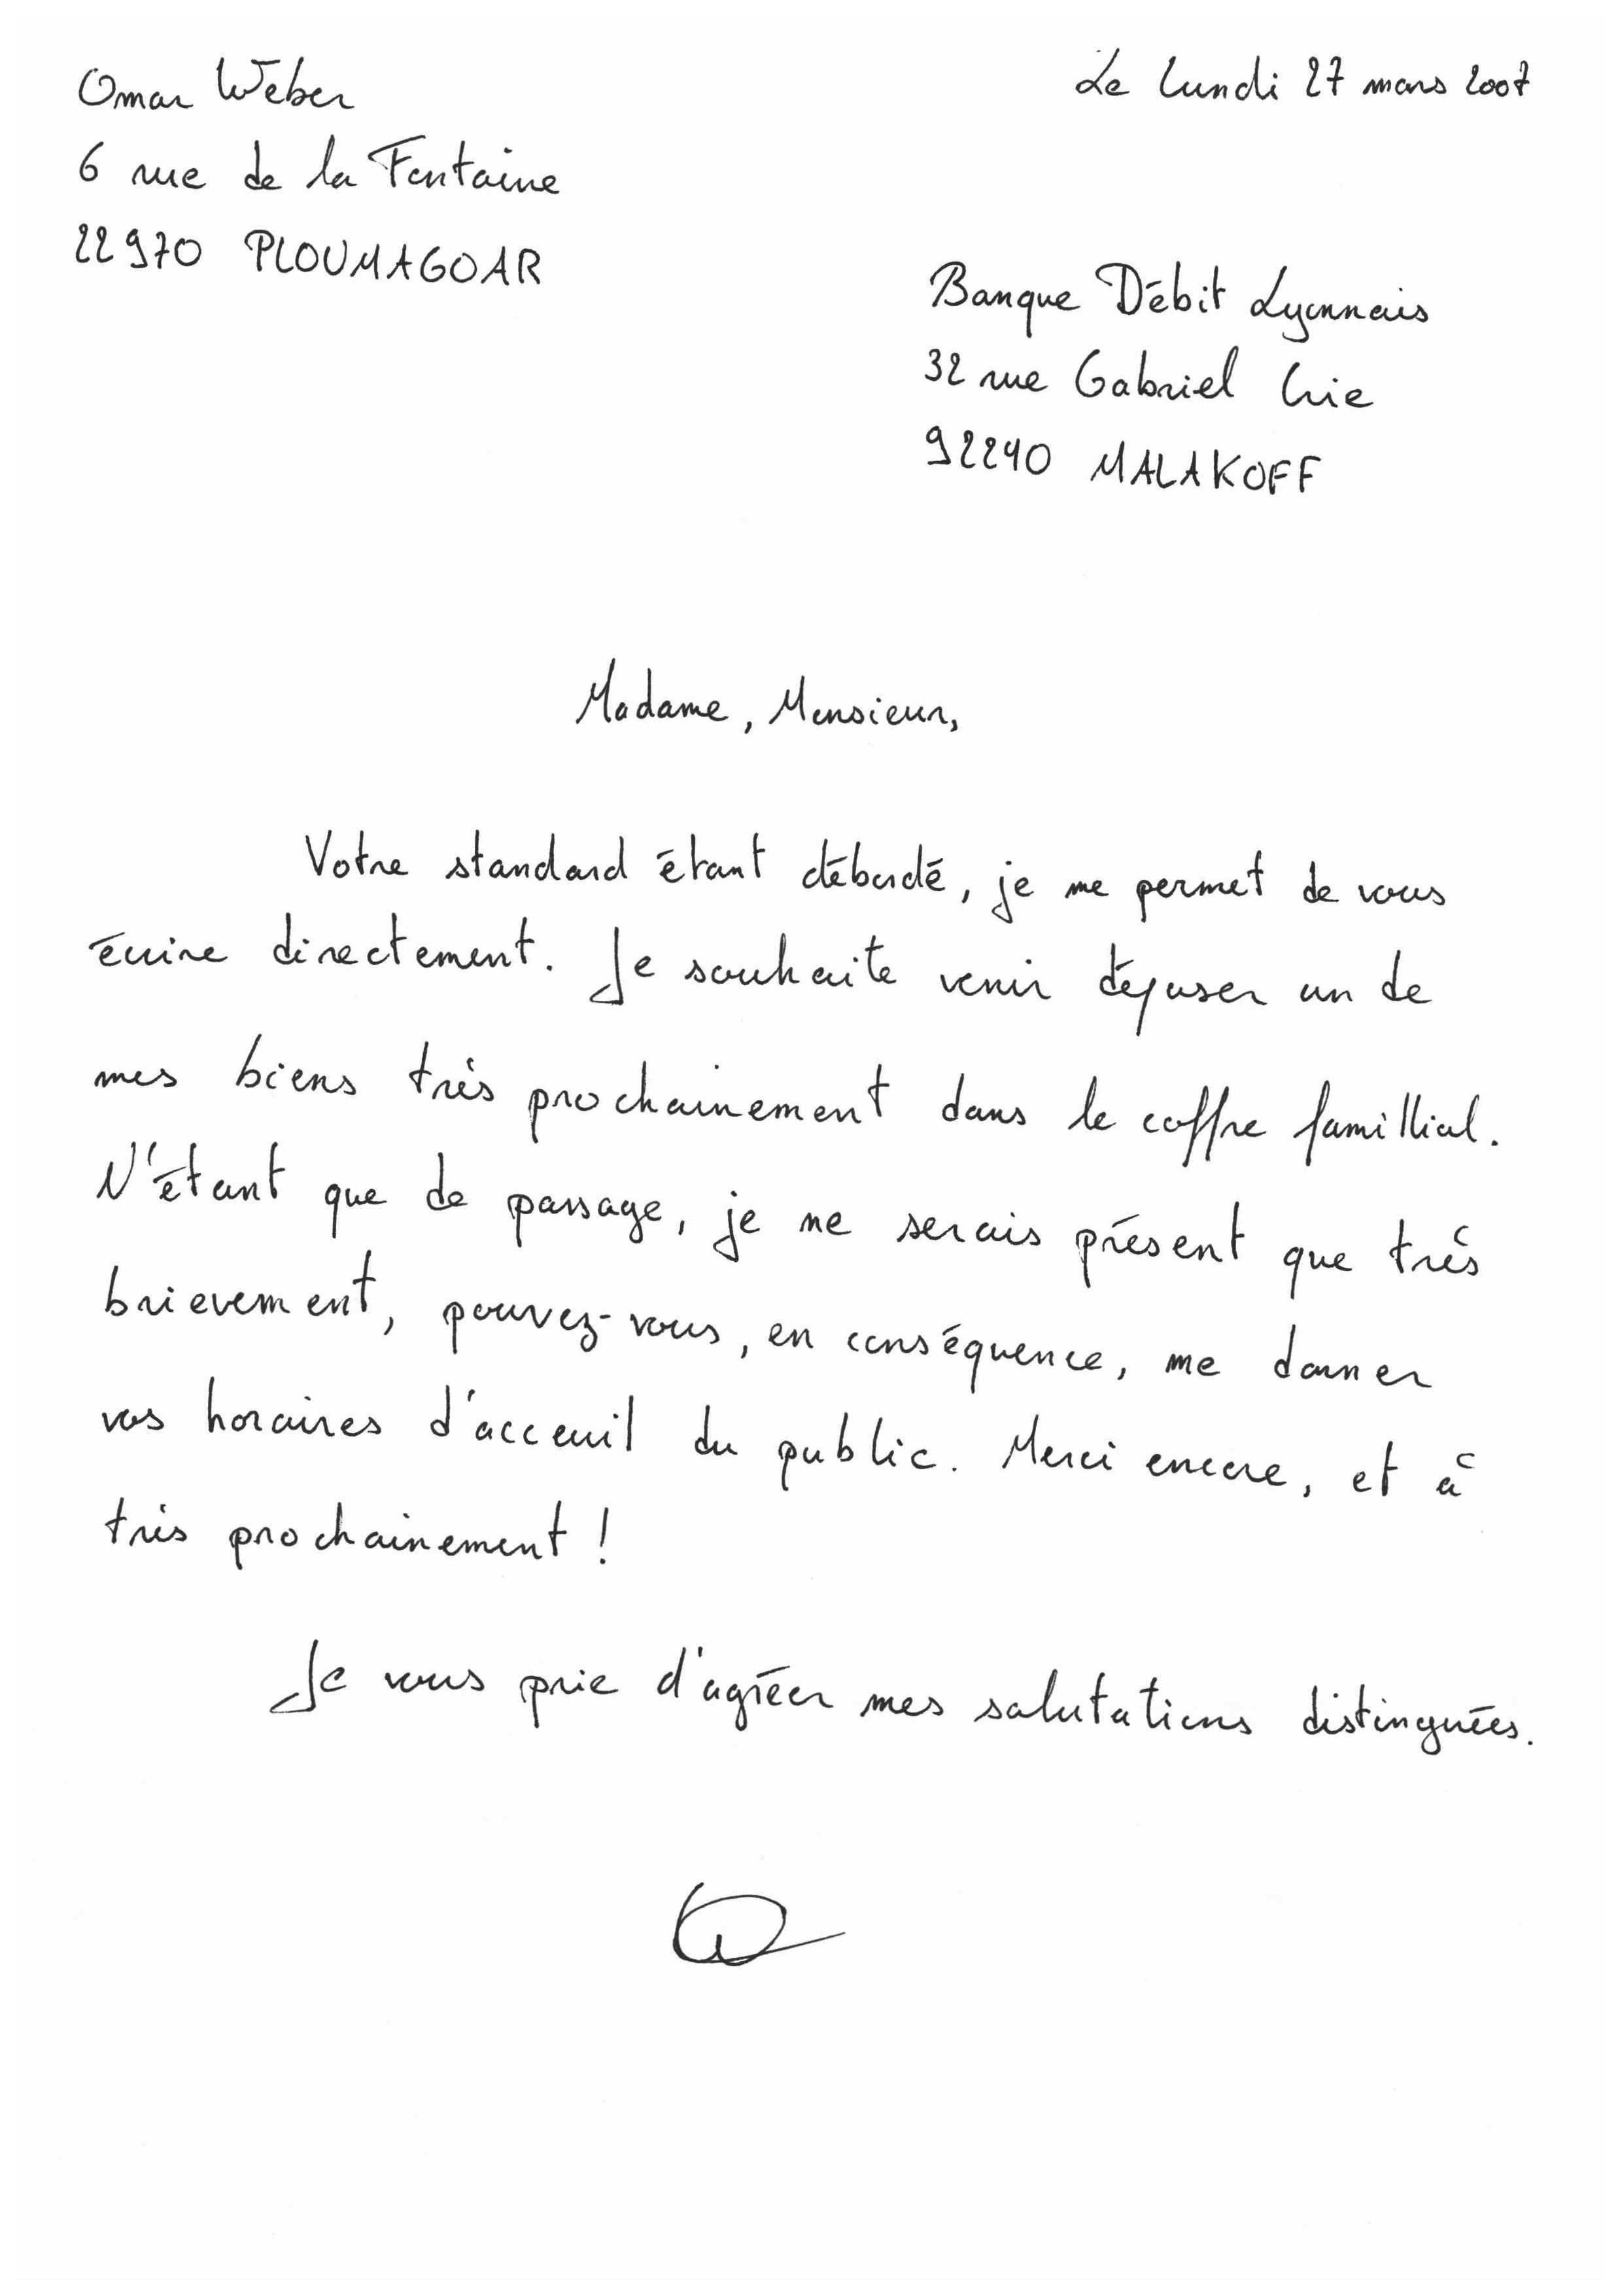 Omar Weber
Le lundi 27 mars 2007
6 rue de la Fontaine
22970 PLOUMAGOAR
Banque Débit Lyonnais
32 rue Gabriel Crie
92240 MALAKOFF
Madame, Monsieur,
Votre standard étant débordé, je me permet de vous
écrire directement. Je souhaite venir déposer un de
mes biens très prochainement dans le coffre famillial.
N'étant que de passage, je ne serais présent que très
brievement, pouvez-vous, en conséquence, me donner
vos horaires d'acceuil du public. Merci encore, et à
très prochainement !
Je vous prie d'agréer mes salutations distinguées.